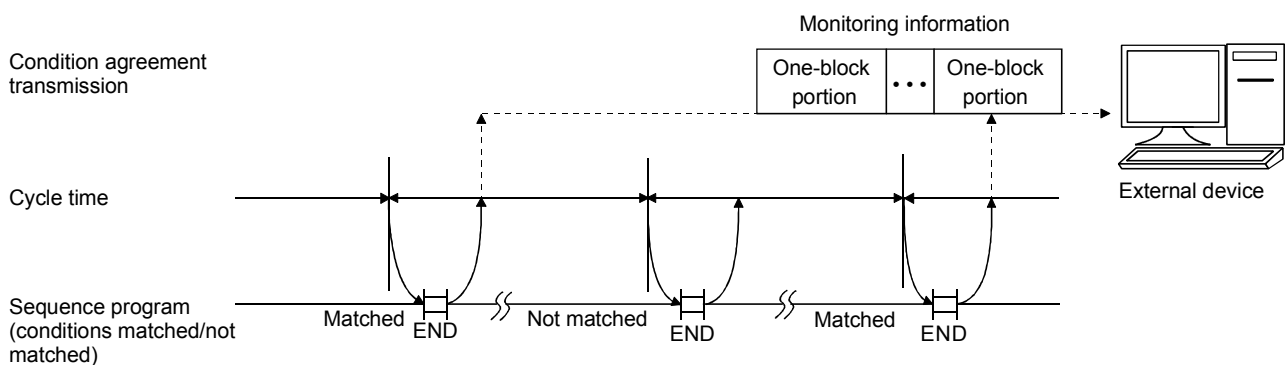 Monitoring information
Condition agreement
transmission
One-block
portion
• • •
One-block
portion
External device
Cycle time
Sequence program
(conditions matched/not
matched)
Matched
END
Not matched
END
Matched
END